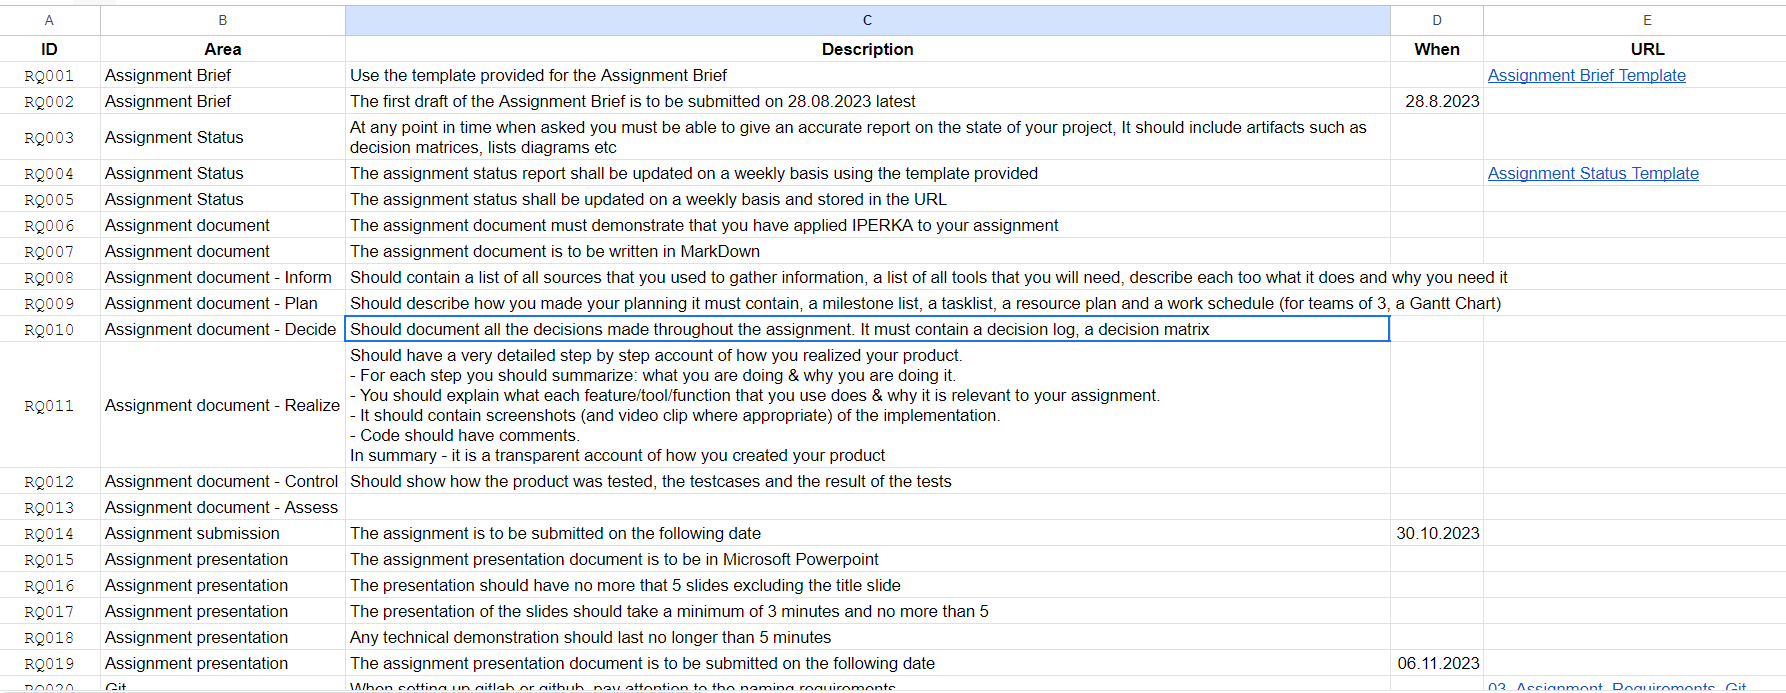 A B C D E
ID Area Description When URL
RQ001 Assignment Brief Use the template provided for the Assignment Brief Assignment Brief Template
RQ002 Assignment Brief The first draft of the Assignment Brief is to be submitted on 28.08.2023 latest 28.8.2023
RQ003 Assignment Status At any point in time when asked you must be able to give an accurate report on the state of your project, It should include artifacts such as
decision matrices, lists diagrams etc
RQ004 Assignment Status The assignment status report shall be updated on a weekly basis using the template provided Assignment Status Template
RQ005 Assignment Status The assignment status shall be updated on a weekly basis and stored in the URL
RQ006 Assignment document The assignment document must demonstrate that you have applied IPERKA to your assignment
RQ007 Assignment document The assignment document is to be written in MarkDown
RQ008 Assignment document - Inform Should contain a list of all sources that you used to gather information, a list of all tools that you will need, describe each too what it does and why you need it
RQ009 Assignment document - Plan Should describe how you made your planning it must contain, a milestone list, a tasklist, a resource plan and a work schedule (for teams of 3, a Gantt Chart)
RQ010 Assignment document - Decide Should document all the decisions made throughout the assignment. It must contain a decision log, a decision matrix
RQ011 Assignment document - Realize Should have a very detailed step by step account of how you realized your product.
- For each step you should summarize: what you are doing & why you are doing it.
- You should explain what each feature/tool/function that you use does & why it is relevant to your assignment.
- It should contain screenshots (and video clip where appropriate) of the implementation.
- Code should have comments.
In summary - it is a transparent account of how you created your product
RQ012 Assignment document - Control Should show how the product was tested, the testcases and the result of the tests
RQ013 Assignment document - Assess
RQ014 Assignment submission The assignment is to be submitted on the following date 30.10.2023
RQ015 Assignment presentation The assignment presentation document is to be in Microsoft Powerpoint
RQ016 Assignment presentation The presentation should have no more that 5 slides excluding the title slide
RQ017 Assignment presentation The presentation of the slides should take a minimum of 3 minutes and no more than 5
RQ018 Assignment presentation Any technical demonstration should last no longer than 5 minutes
RQ019 Assignment presentation The assignment presentation document is to be submitted on the following date 06.11.2023
RQ020 Git When setting up gitlab or github, pay attention to the naming requirements 03_Assignment_Requirements_Git